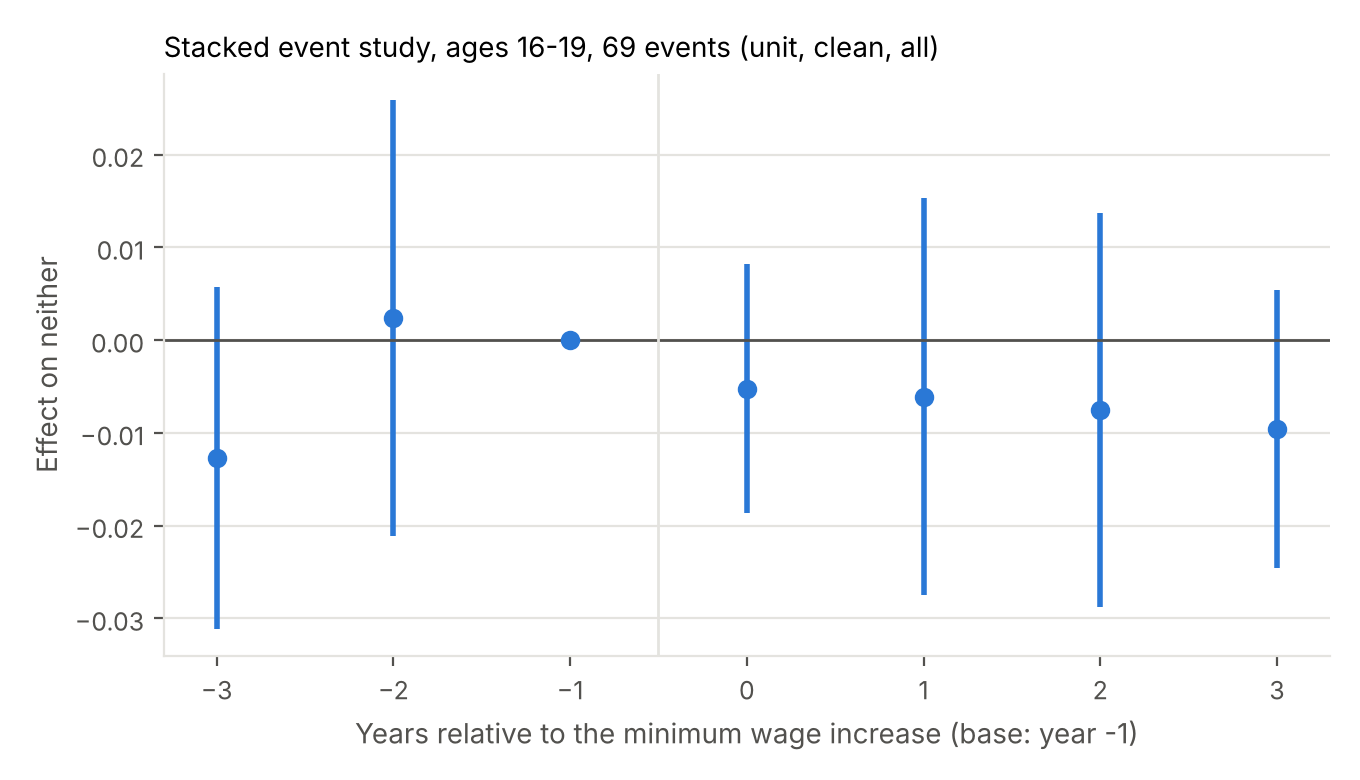 Stacked event study, ages 16-19, 69 events (unit, clean, all)
Effect on neither
0.02
0.01
0.00
−0.01
−0.02
−0.03
−3 −2 −1 0 1 2 3
Years relative to the minimum wage increase (base: year -1)